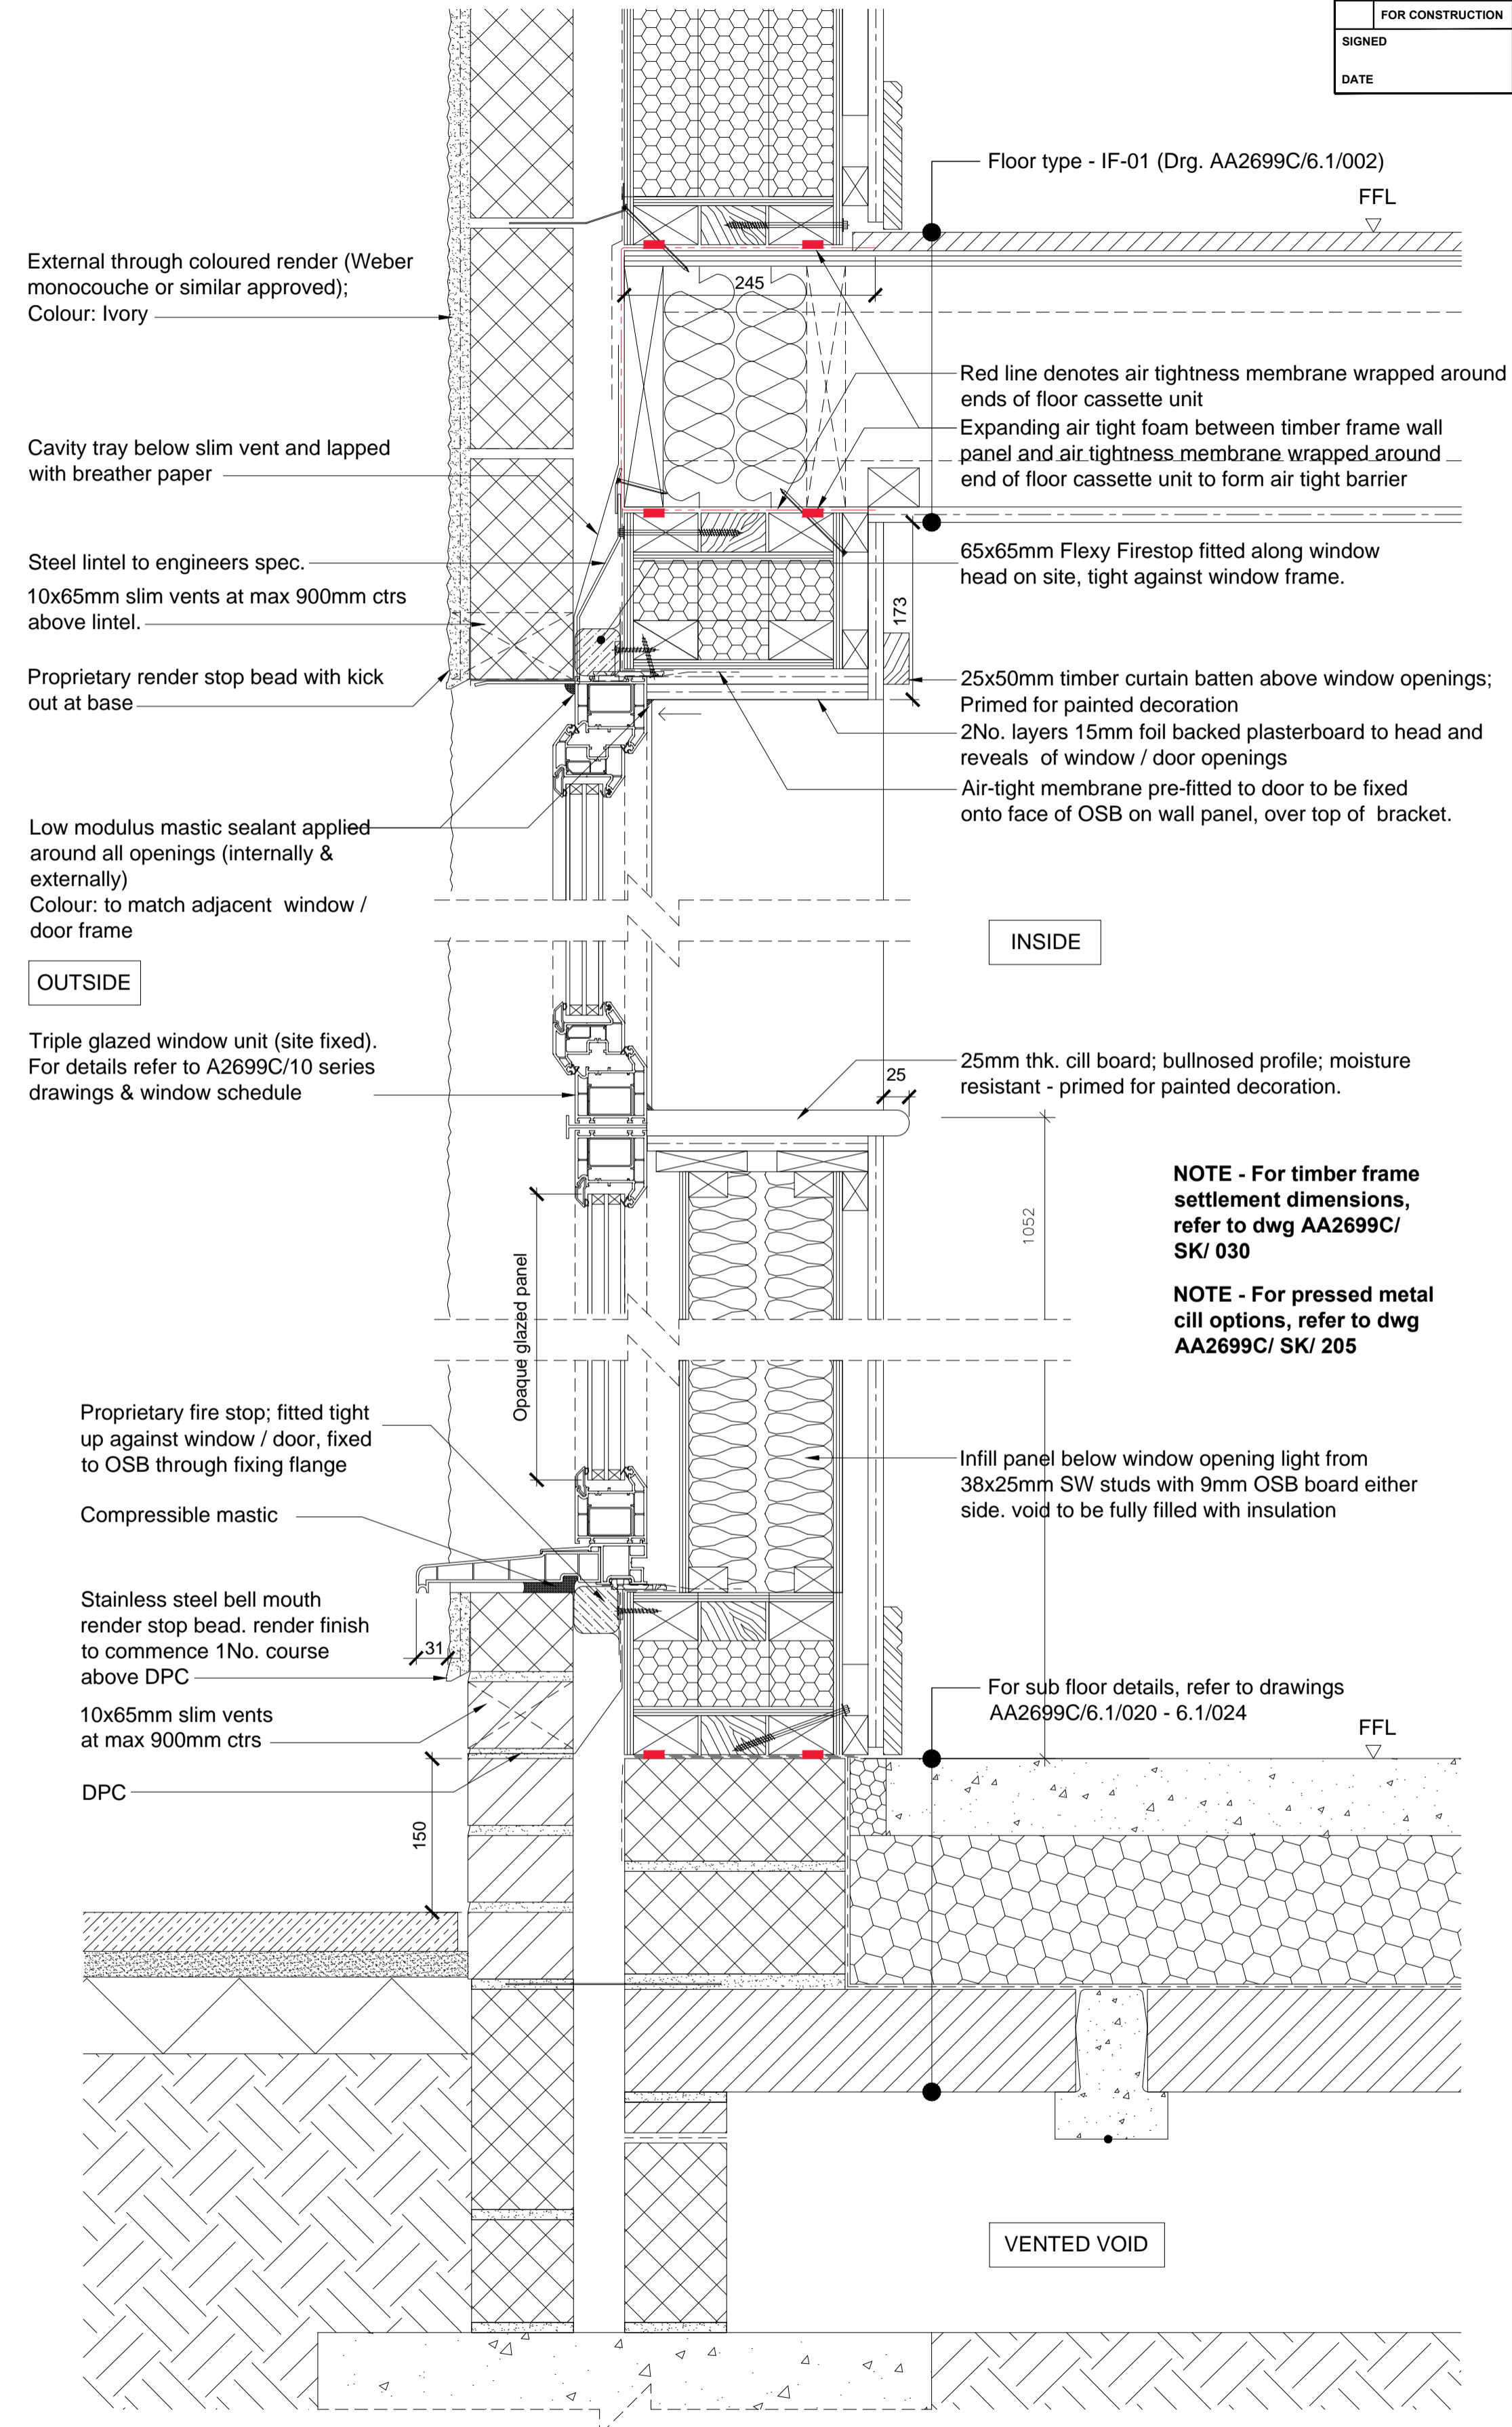 FOR CONSTRUCTION
SIGNED
DATE
Floor type - IF-01 (Drg. AA2699C/6.1/002)
FFL
External through coloured render (Weber
monocouche or similar approved);
Colour: Ivory
245
Red line denotes air tightness membrane wrapped around
ends of floor cassette unit
Expanding air tight foam between timber frame wall
panel and air tightness membrane wrapped around
end of floor cassette unit to form air tight barrier
Cavity tray below slim vent and lapped
with breather paper
Steel lintel to engineers spec.
65x65mm Flexy Firestop fitted along window
head on site, tight against window frame.
10x65mm slim vents at max 900mm ctrs
above lintel.
173
Proprietary render stop bead with kick
out at base
25x50mm timber curtain batten above window openings;
Primed for painted decoration
2No. layers 15mm foil backed plasterboard to head and
reveals of window / door openings
Air-tight membrane pre-fitted to door to be fixed
onto face of OSB on wall panel, over top of bracket.
Low modulus mastic sealant applied
around all openings (internally &
externally)
Colour: to match adjacent window /
door frame
INSIDE
OUTSIDE
Triple glazed window unit (site fixed).
For details refer to A2699C/10 series
drawings & window schedule
25mm thk. cill board; bullnosed profile; moisture
resistant - primed for painted decoration.
25
NOTE - For timber frame
settlement dimensions,
refer to dwg AA2699C/
SK/ 030
1052
NOTE - For pressed metal
cill options, refer to dwg
AA2699C/ SK/ 205
Opaque glazed panel
Proprietary fire stop; fitted tight
up against window / door, fixed
to OSB through fixing flange
Infill panel below window opening light from
38x25mm SW studs with 9mm OSB board either
side. void to be fully filled with insulation
Compressible mastic
Stainless steel bell mouth
render stop bead. render finish
to commence 1No. course
above DPC
31
For sub floor details, refer to drawings
AA2699C/6.1/020 - 6.1/024
10x65mm slim vents
at max 900mm ctrs
FFL
DPC
150
VENTED VOID